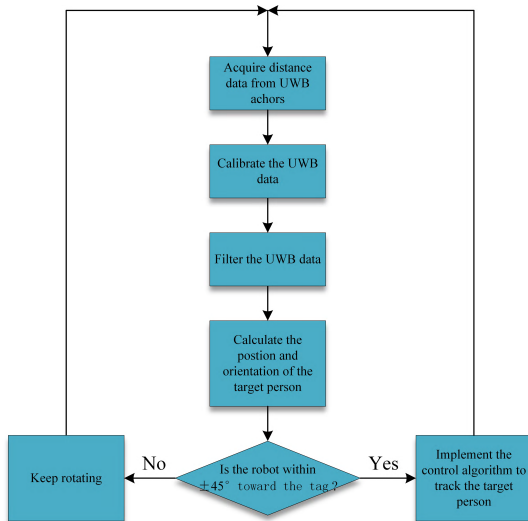 Acquire distance
data from UWB
achors
Calibrate the UWB
data
Filter the UWB data
Calculate the
postion and
orientation of the
target person
Is the robot within
±45° toward the tag?
No
Yes
Keep rotating
Implement the
control algorithm to
track the target
person